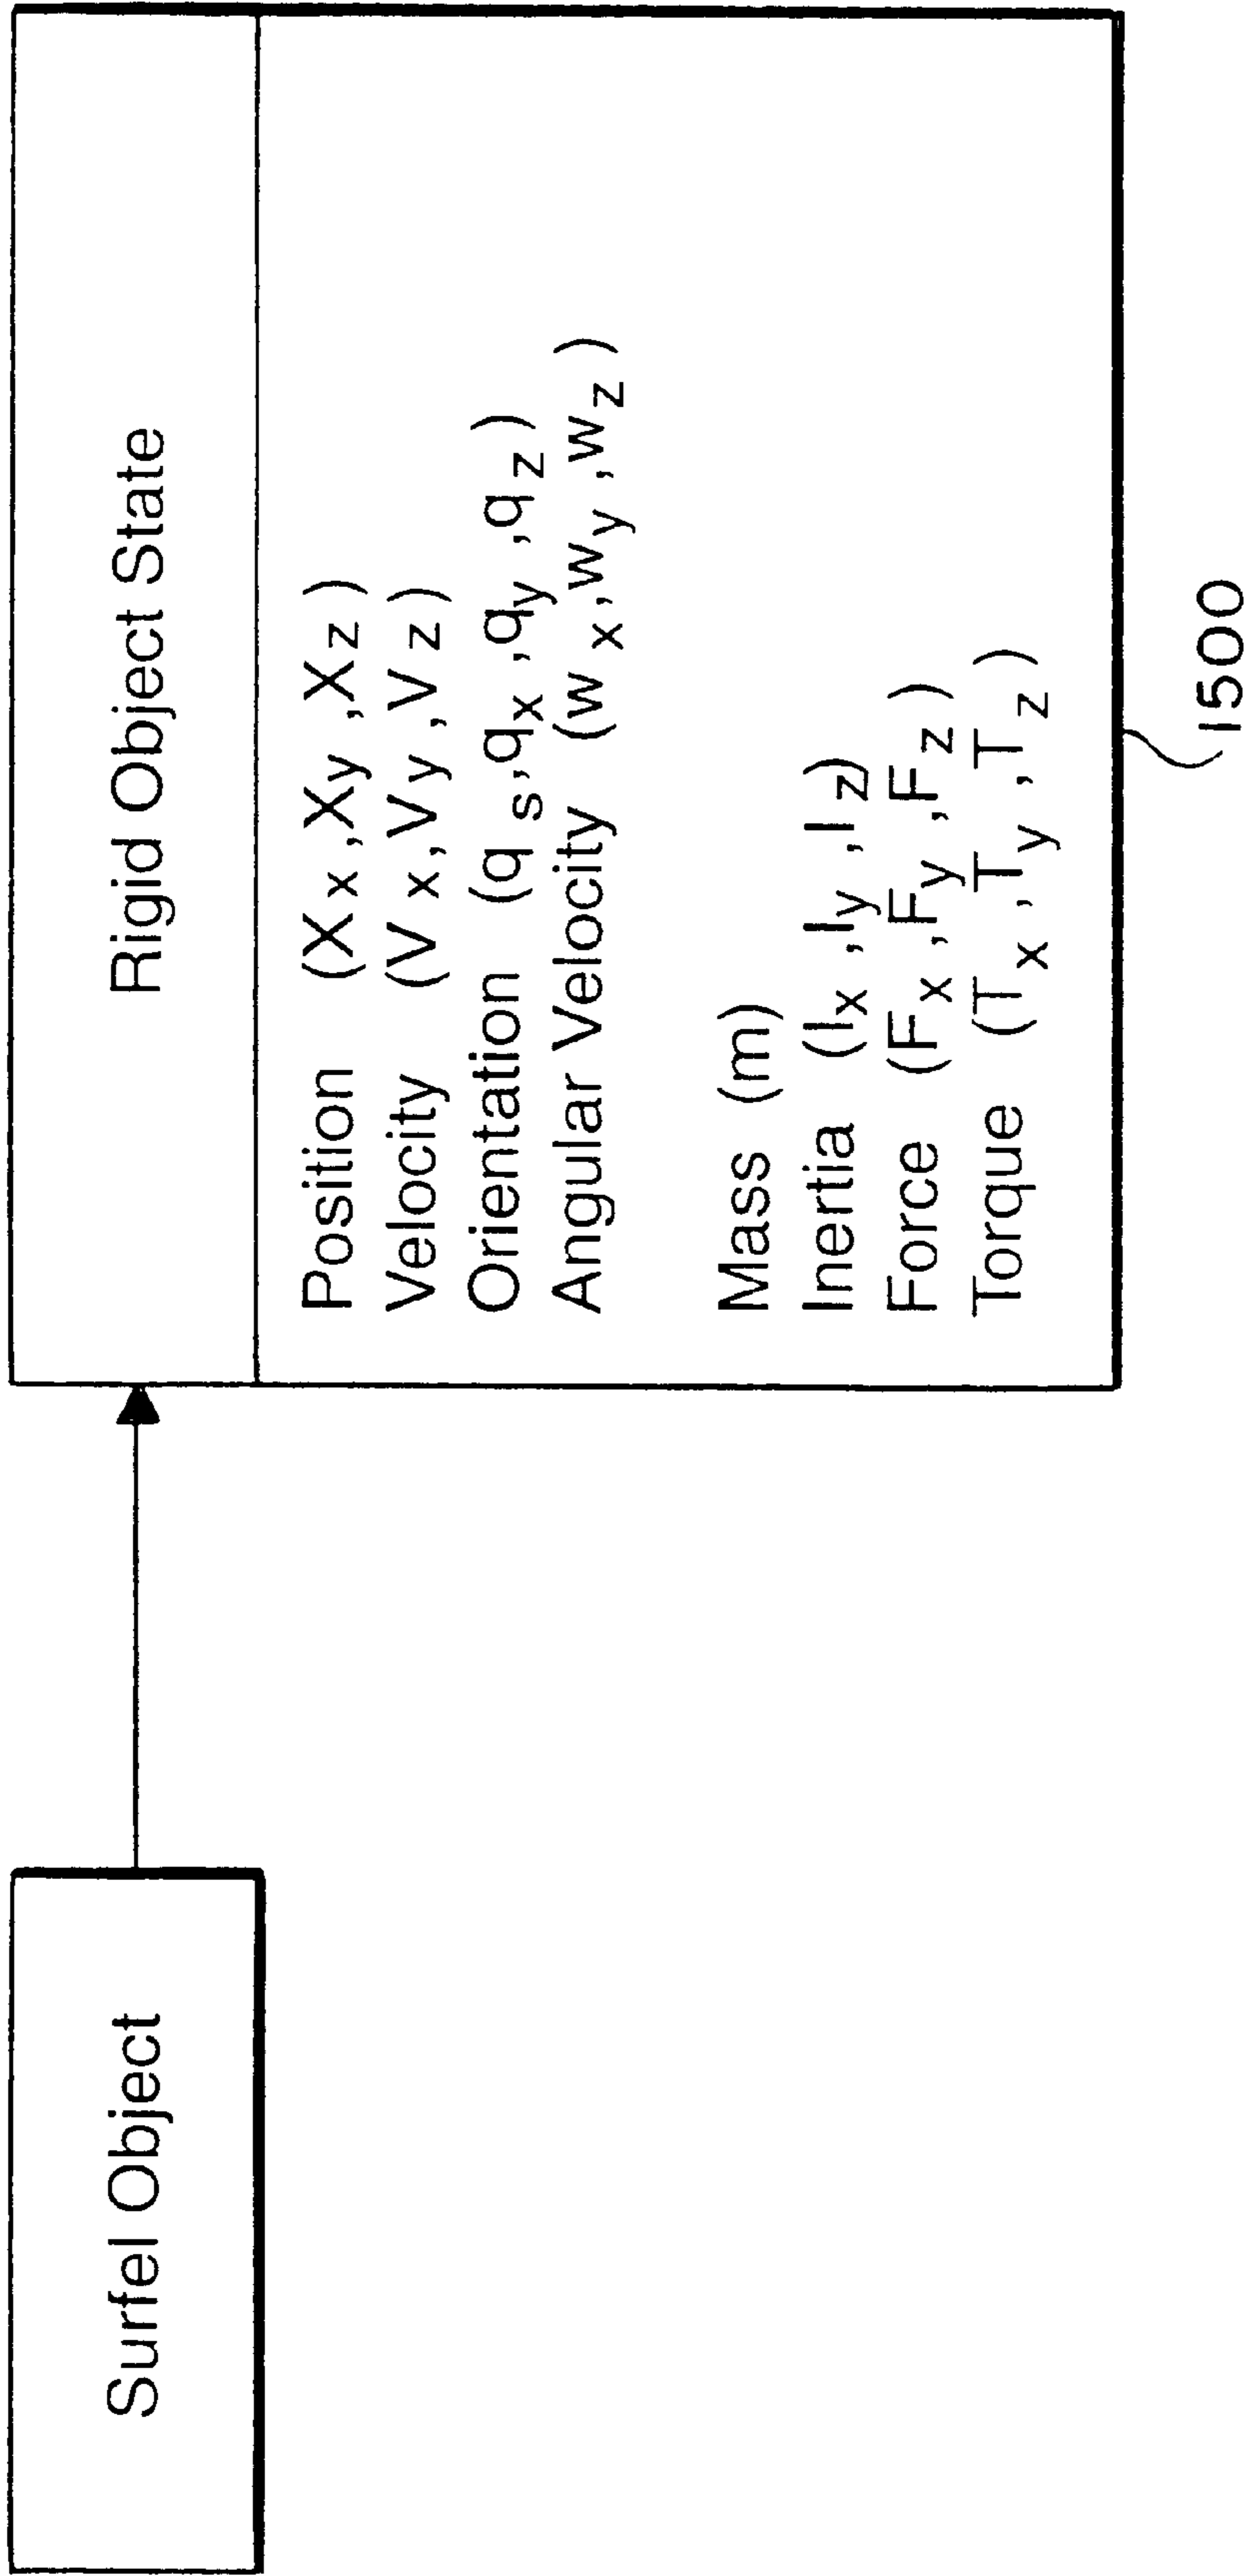 Surfel Object
Rigid Object State
Position (Xx,Xy,Xz)
Velocity (Vx,Vy,Vz)
Orientation (qs,qx,qy,qz)
Angular Velocity (wx,wy,wz)
Mass (m)
Inertia (Ix,Iy,Iz)
Force (Fx,Fy,Fz)
Torque (Tx,Ty,Tz)
1500